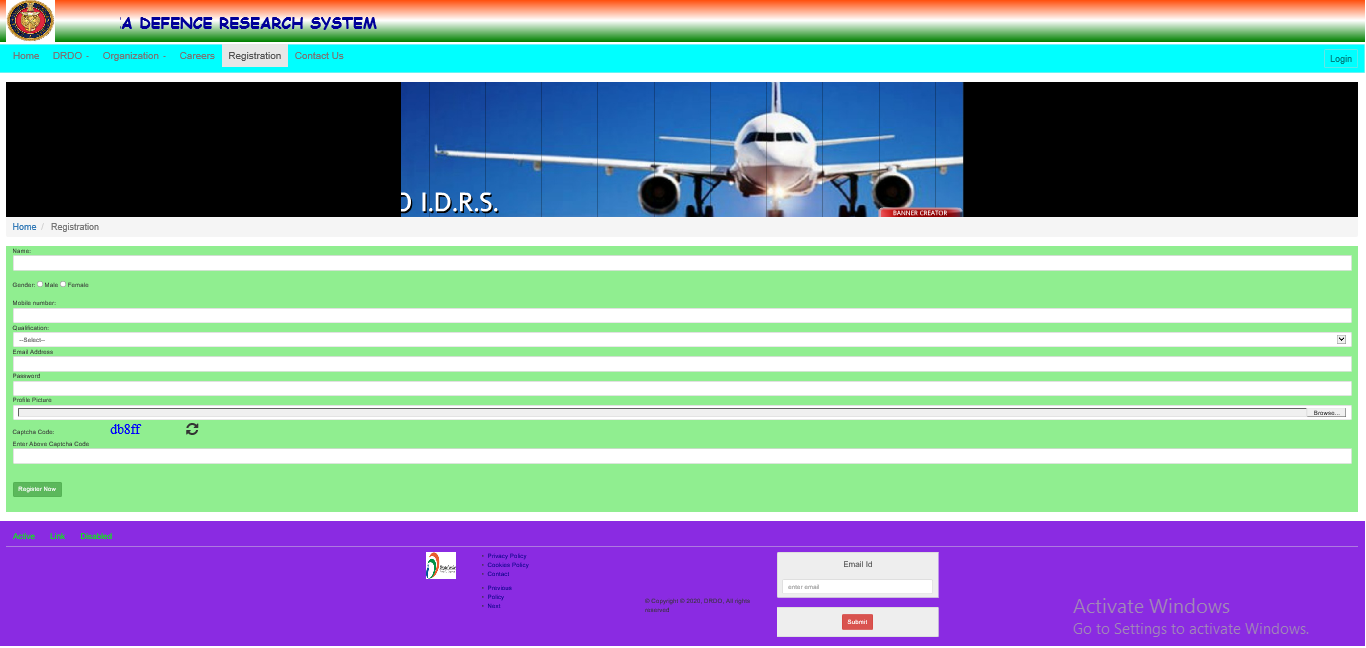 A DEFENCE RESEARCH SYSTEM
Home DRDO - Organization - Careers Registration Contact Us Login
O I.D.R.S.
BANNER CREATOR
Home / Registration
Name:
Gender: Male Female
Mobile number:
Qualification:
--Select--
Email Address
Password
Profile Picture
Browse...
Captcha Code: db8ff
Enter Above Captcha Code
Register Now
Active Link Disabled
Privacy Policy
Cookies Policy
Contact
Previous
Policy
Next
© Copyright © 2020, DRDO, All rights
reserved
Email Id
enter email
Submit
Activate Windows
Go to Settings to activate Windows.